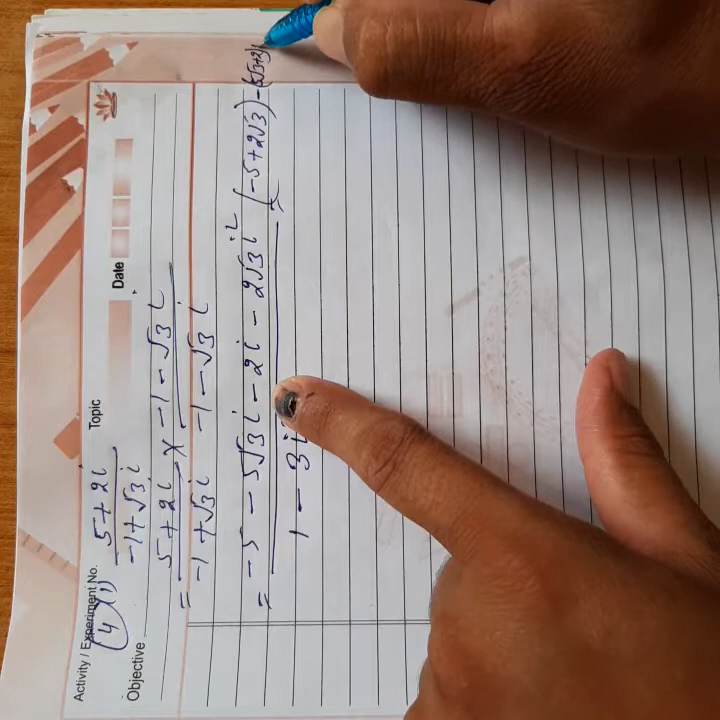 Activity / Experiment No. Topic Date
Objective
(4) (i) 5+2i / -1+√3i
= 5+2i / -1+√3i × -1-√3i / -1-√3i
= -5-5√3i-2i-2√3i² / 1-3i
(-5+2√3)-(5√3+2)i